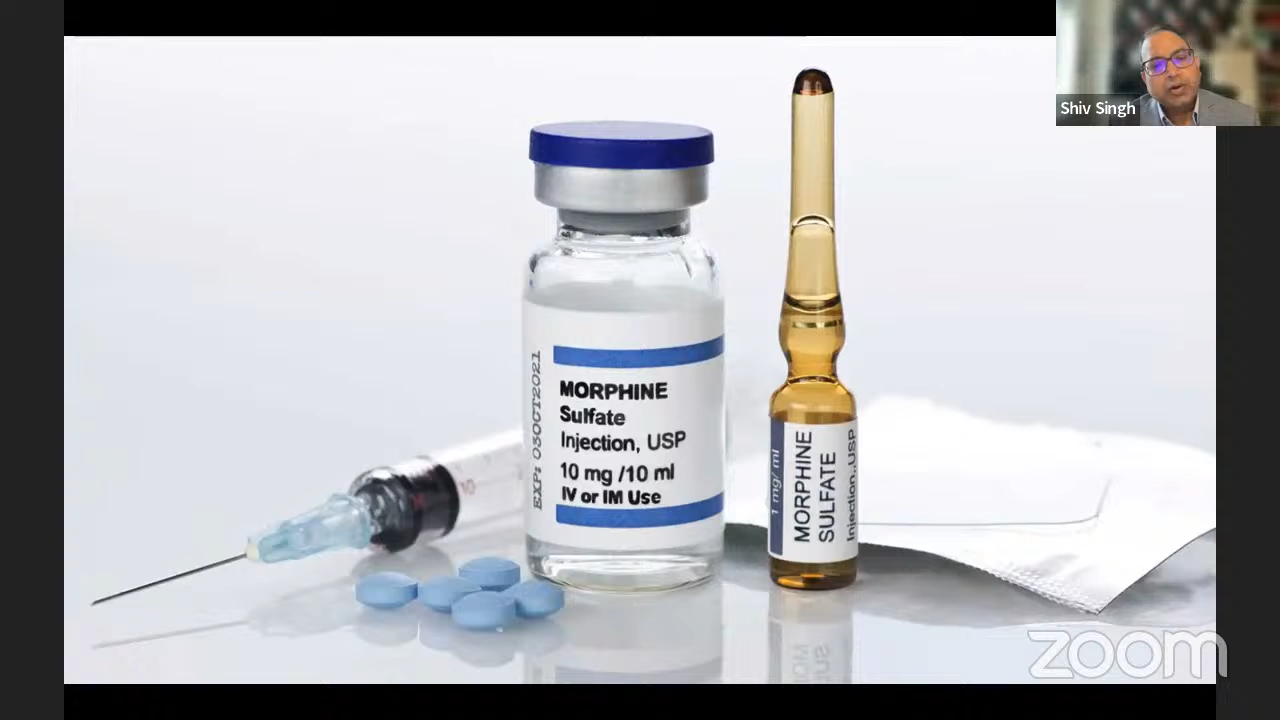 Shiv Singh
EXP: 03OCT2021
MORPHINE
Sulfate
Injection, USP
10 mg /10 ml
IV or IM Use
1 mg/ ml
MORPHINE
SULFATE
Injection,.USP
10
zoom